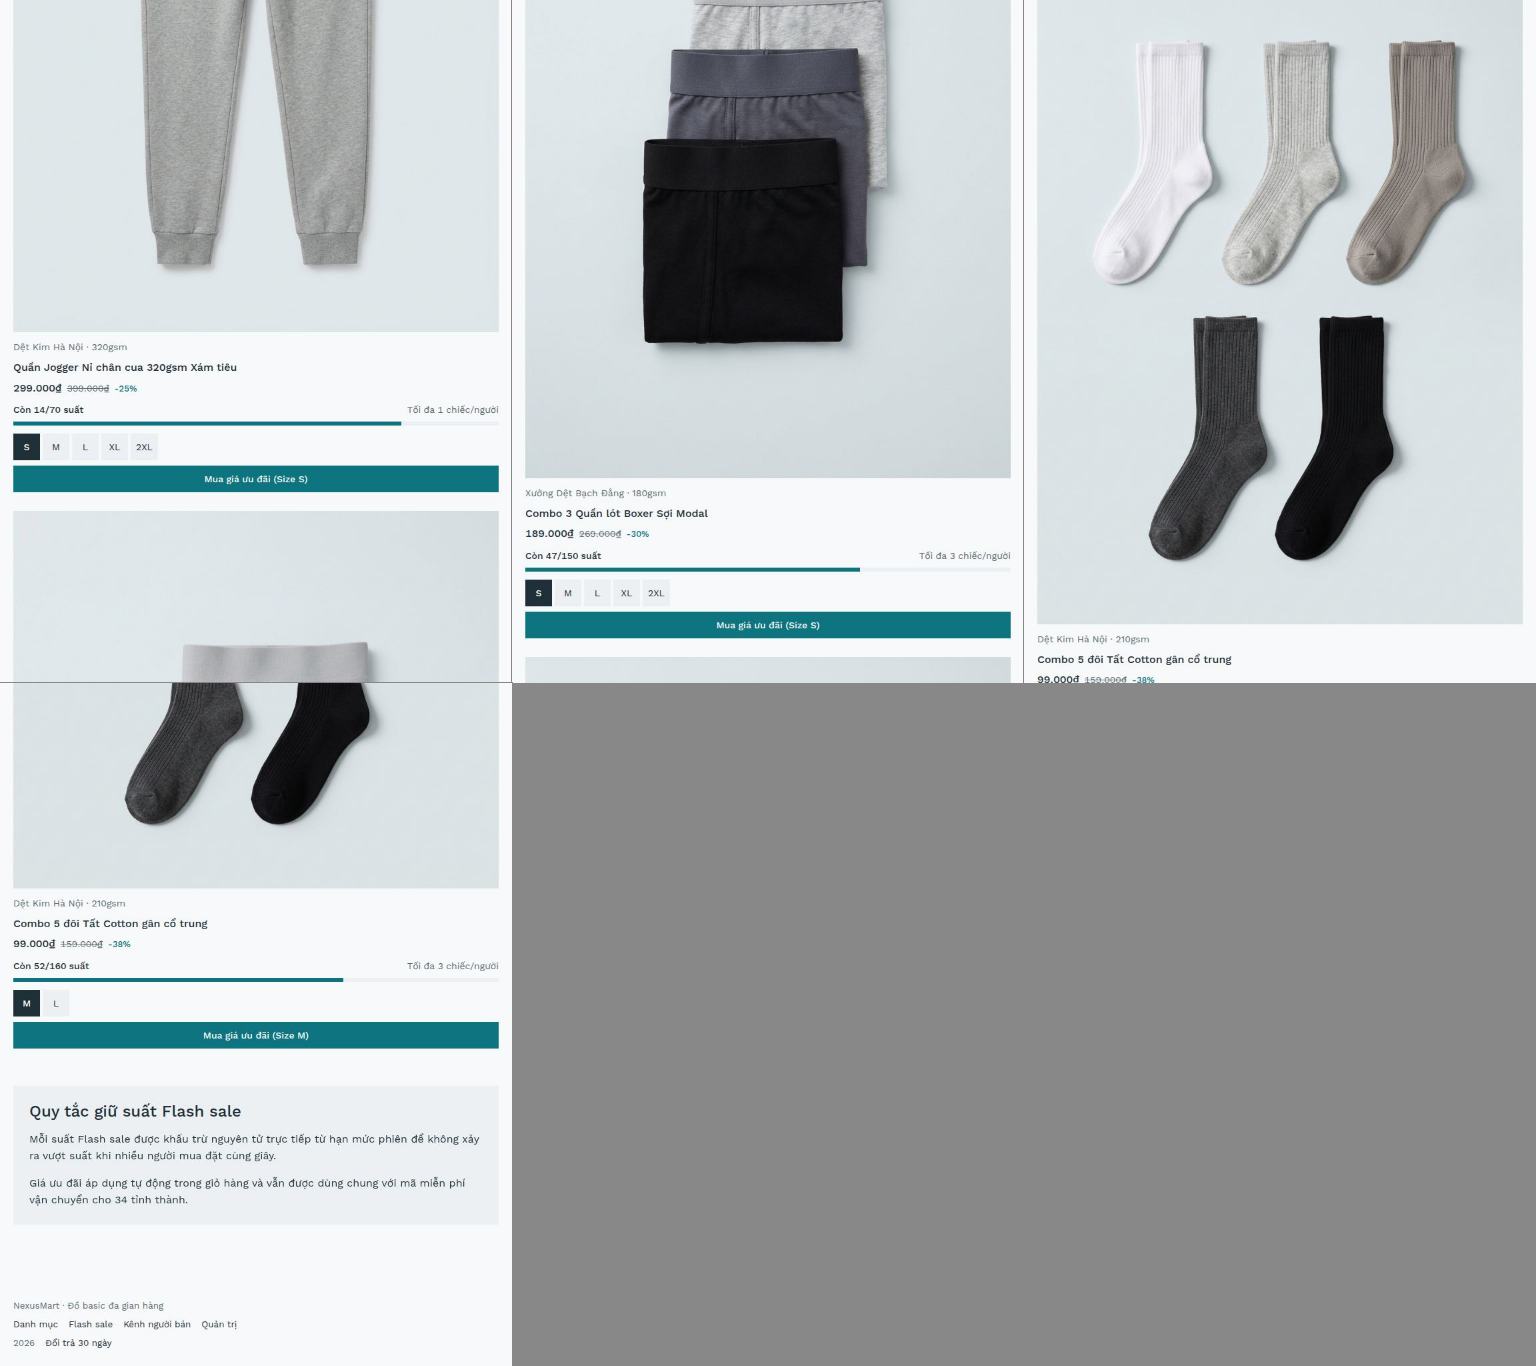 Dệt Kim Hà Nội · 320gsm
Quần Jogger Nỉ chân cua 320gsm Xám tiêu
299.000₫ 399.000₫ -25%
Còn 14/70 suất Tối đa 1 chiếc/người
S M L XL 2XL
Mua giá ưu đãi (Size S)
Xưởng Dệt Bạch Đằng · 180gsm
Combo 3 Quần lót Boxer Sợi Modal
189.000₫ 269.000₫ -30%
Còn 47/150 suất Tối đa 3 chiếc/người
S M L XL 2XL
Mua giá ưu đãi (Size S)
Dệt Kim Hà Nội · 210gsm
Combo 5 đôi Tất Cotton gân cổ trung
99.000₫ 159.000₫ -38%
Dệt Kim Hà Nội · 210gsm
Combo 5 đôi Tất Cotton gân cổ trung
99.000₫ 159.000₫ -38%
Còn 52/160 suất Tối đa 3 chiếc/người
M L
Mua giá ưu đãi (Size M)
Quy tắc giữ suất Flash sale
Mỗi suất Flash sale được khấu trừ nguyên tử trực tiếp từ hạn mức phiên để không xảy
ra vượt suất khi nhiều người mua đặt cùng giây.
Giá ưu đãi áp dụng tự động trong giỏ hàng và vẫn được dùng chung với mã miễn phí
vận chuyển cho 34 tỉnh thành.
NexusMart · Đồ basic đa gian hàng
Danh mục Flash sale Kênh người bán Quản trị
2026 Đổi trả 30 ngày